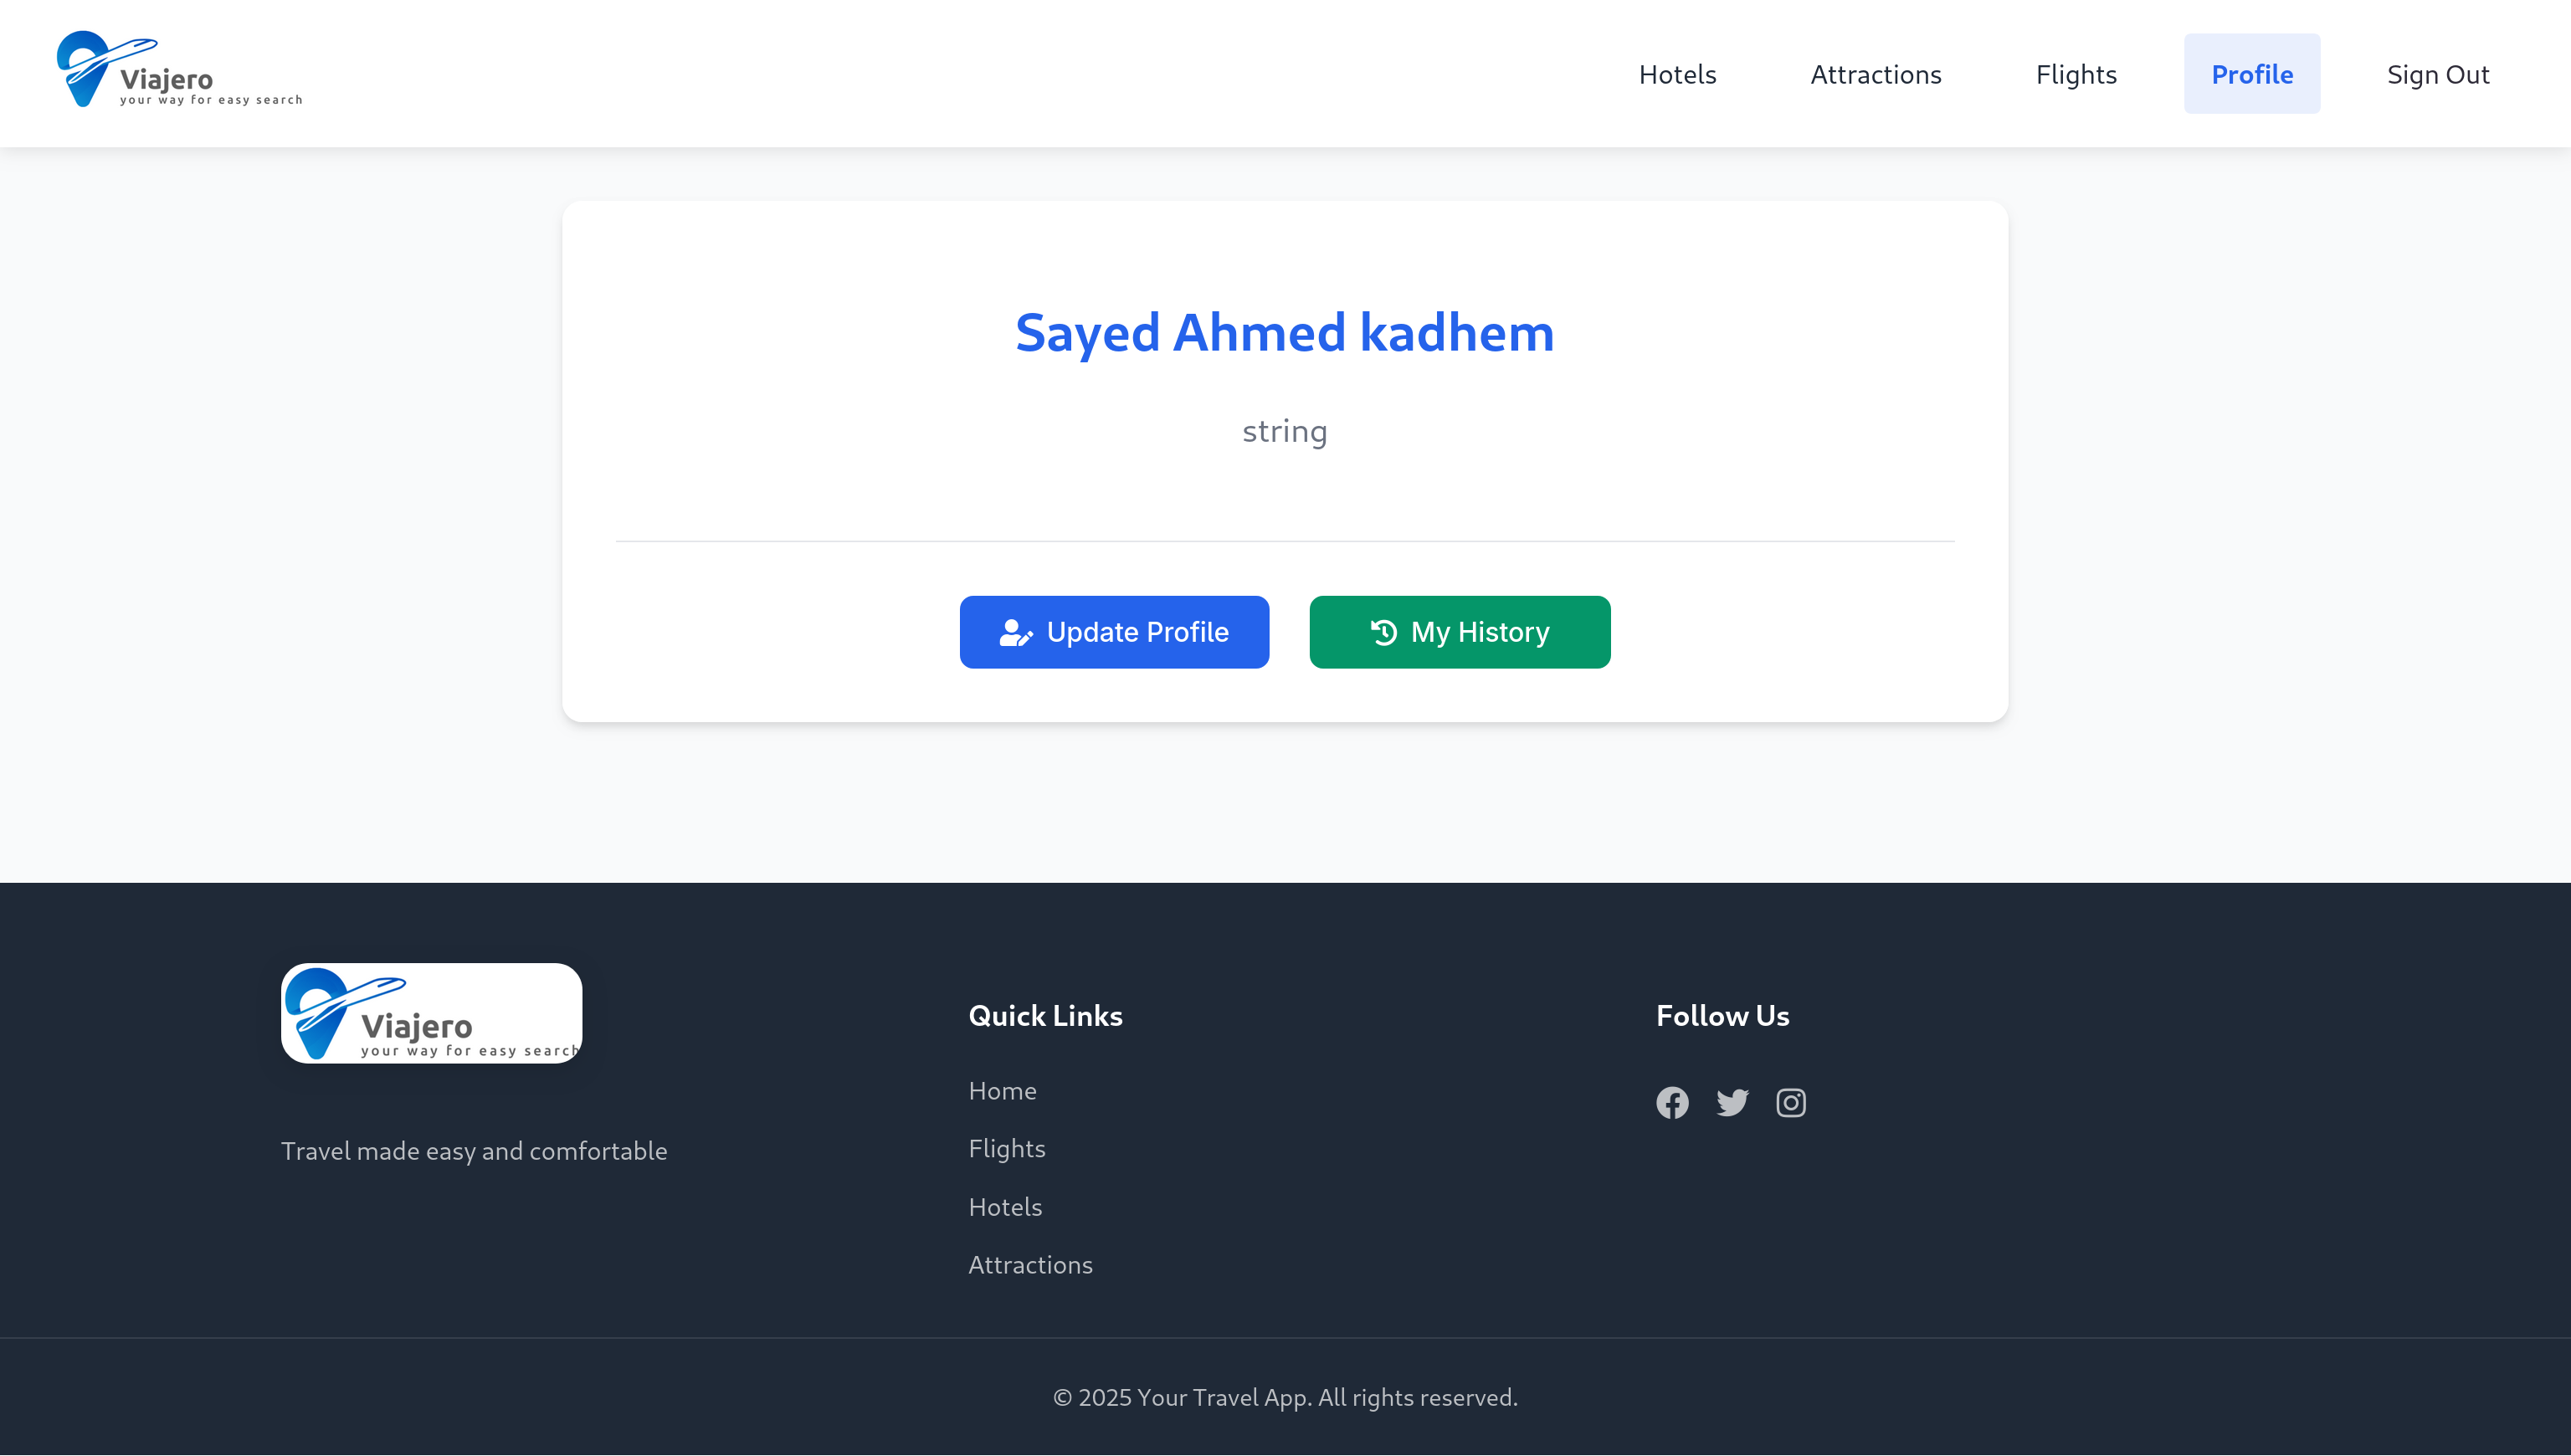 Viajero
your way for easy search
Hotels Attractions Flights Profile Sign Out
Sayed Ahmed kadhem
string
Update Profile My History
Viajero
your way for easy search
Travel made easy and comfortable
Quick Links
Home
Flights
Hotels
Attractions
Follow Us
© 2025 Your Travel App. All rights reserved.